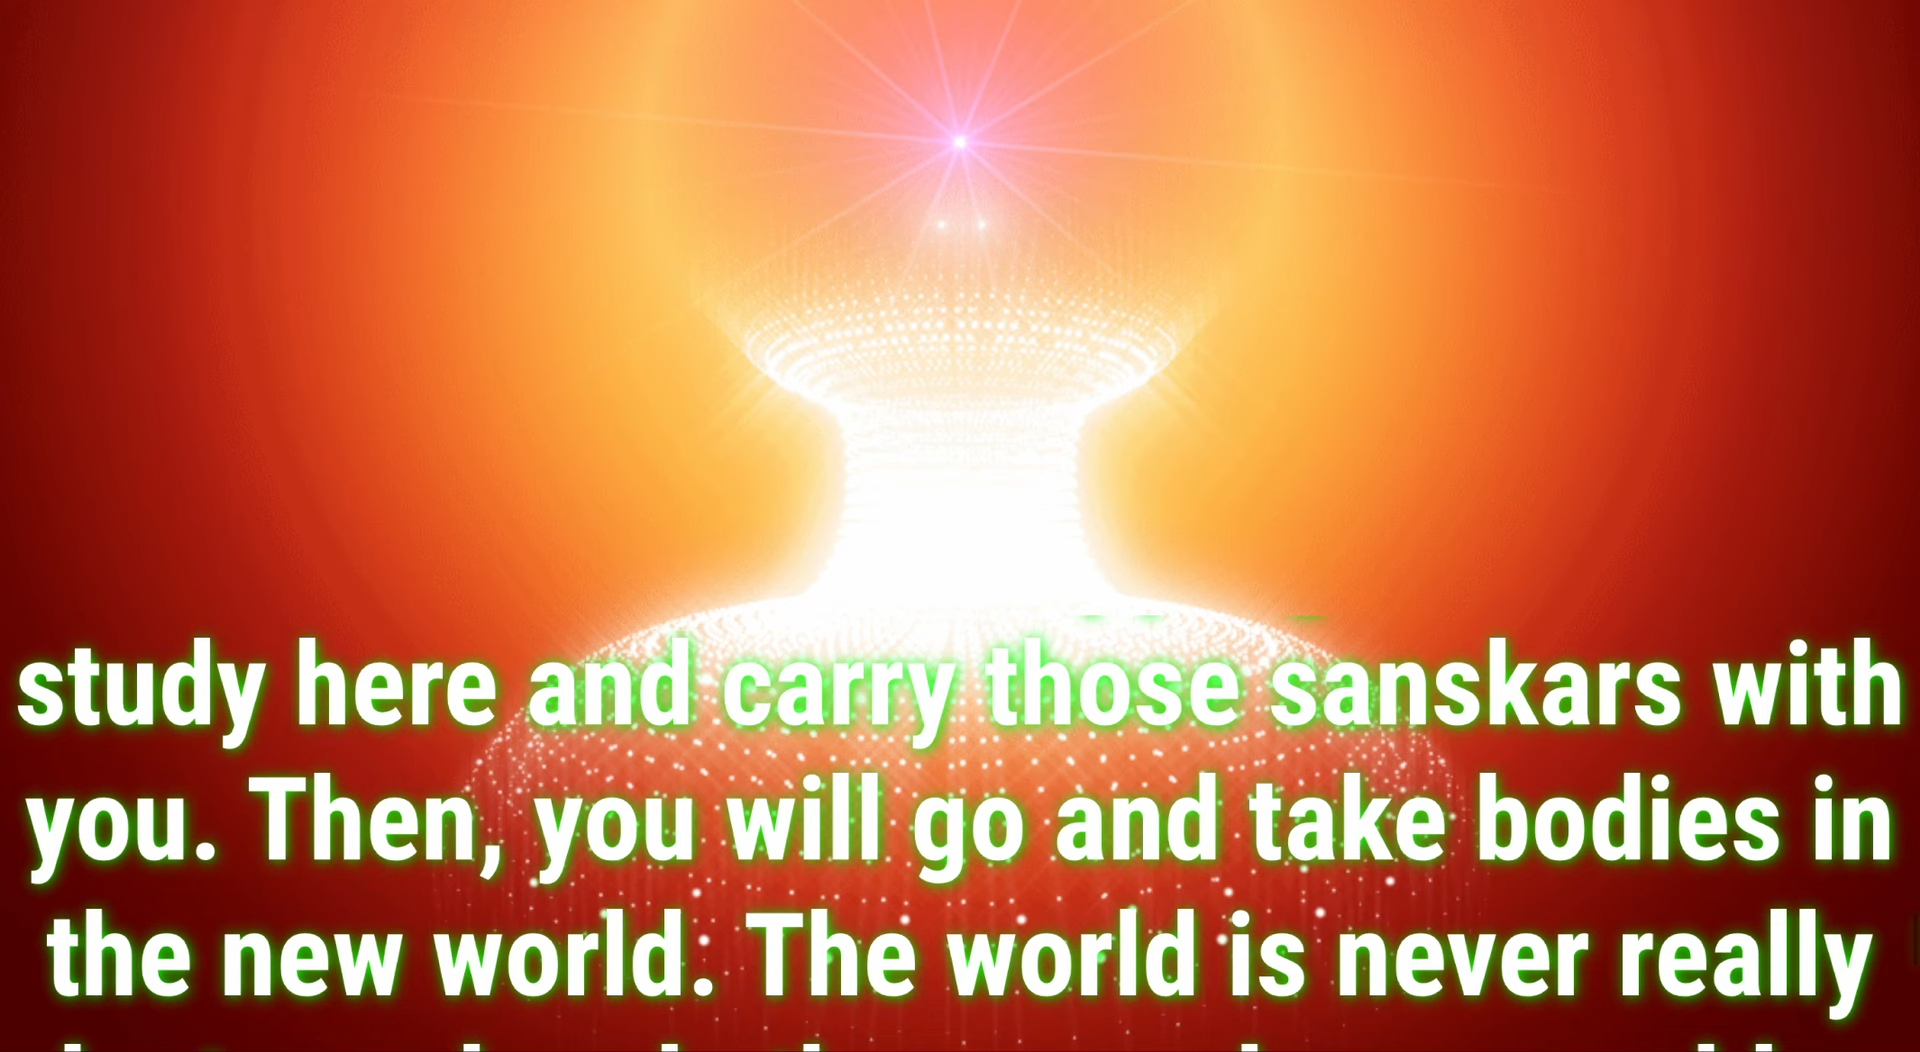 study here and carry those sanskars with
you. Then, you will go and take bodies in
the new world. The world is never really